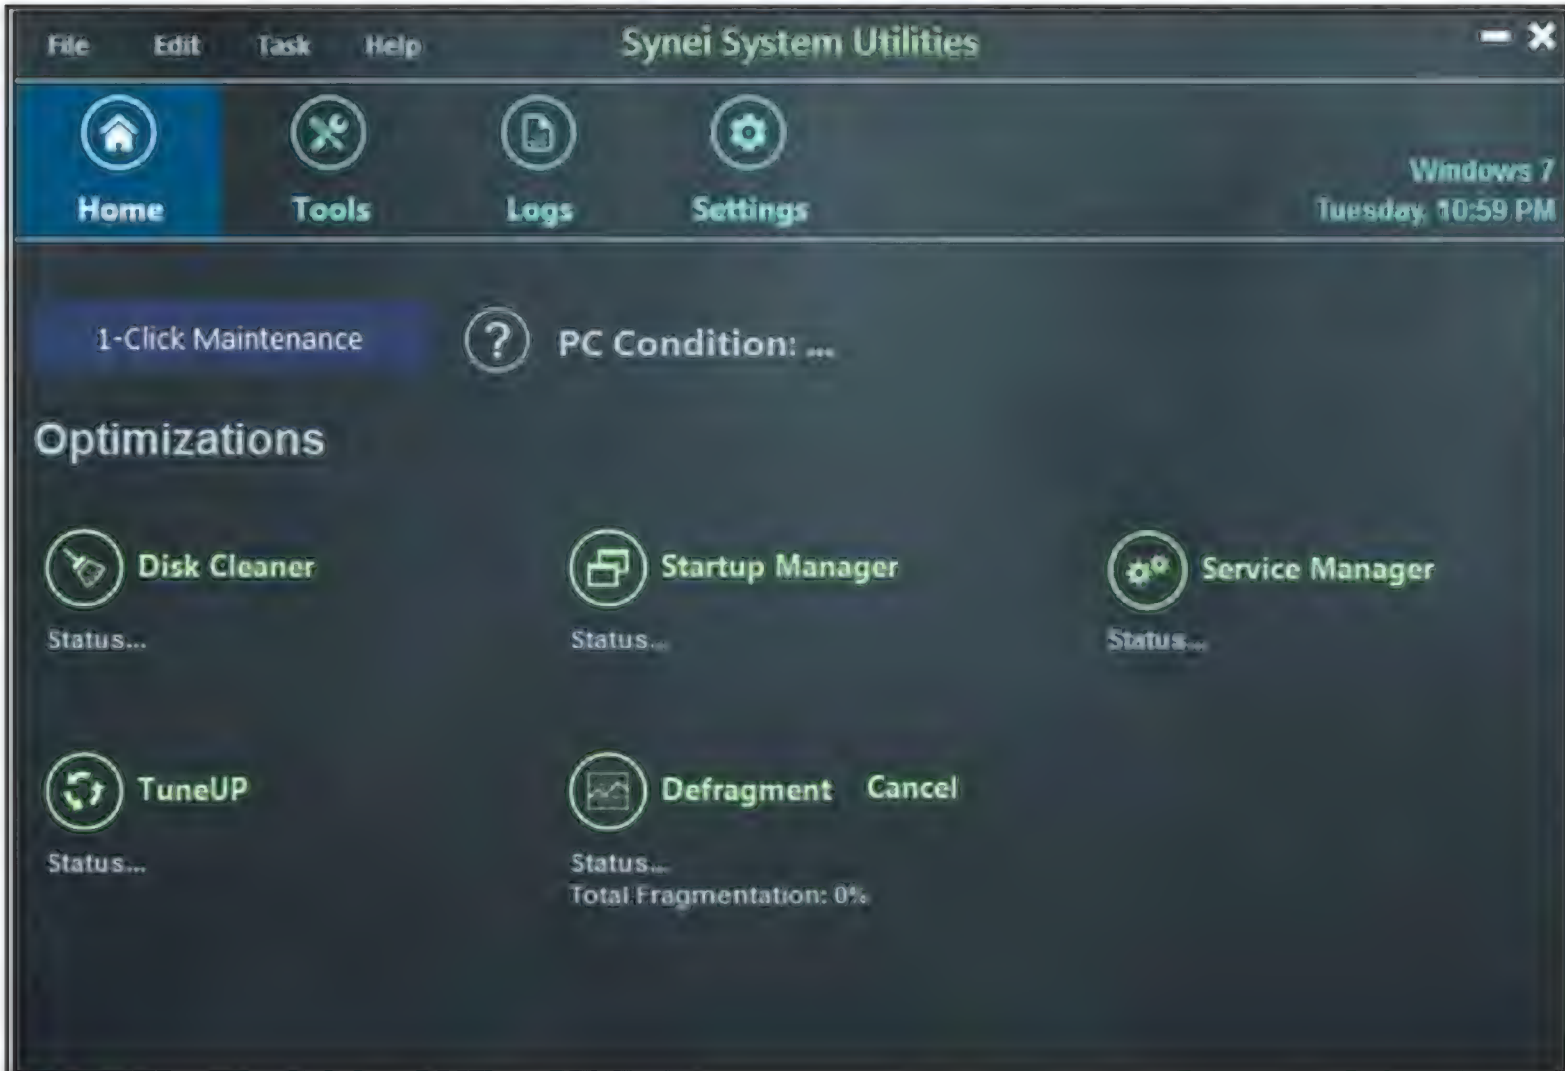 File Edit Task Help Synei System Utilities
Home Tools Logs Settings
Windows 7
Tuesday, 10:59 PM
1-Click Maintenance ? PC Condition: ...
Optimizations
Disk Cleaner Startup Manager Service Manager
Status... Status... Status...
TuneUP Defragment Cancel
Status... Status...
Total Fragmentation: 0%